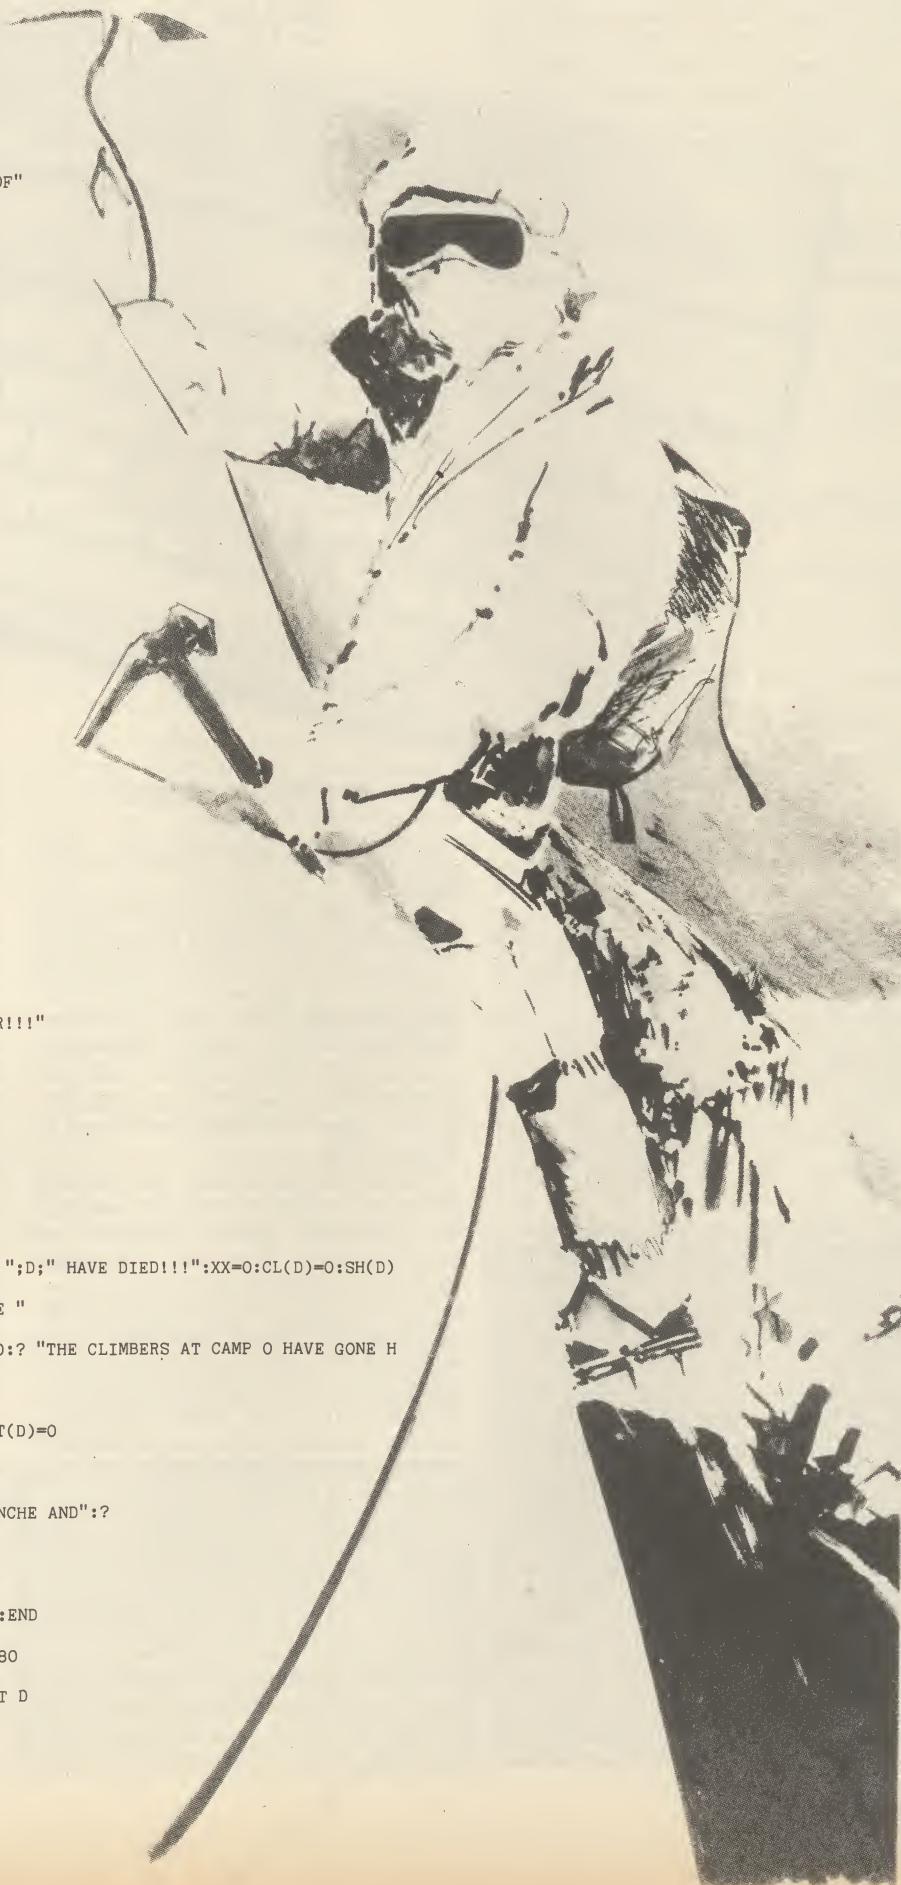 OF"
R!!!"
";D;" HAVE DIED!!!":XX=0:CL(D)=0:SH(D)
E "
0:? "THE CLIMBERS AT CAMP 0 HAVE GONE H
T(D)=0
NCHE AND":?
:END
80
T D